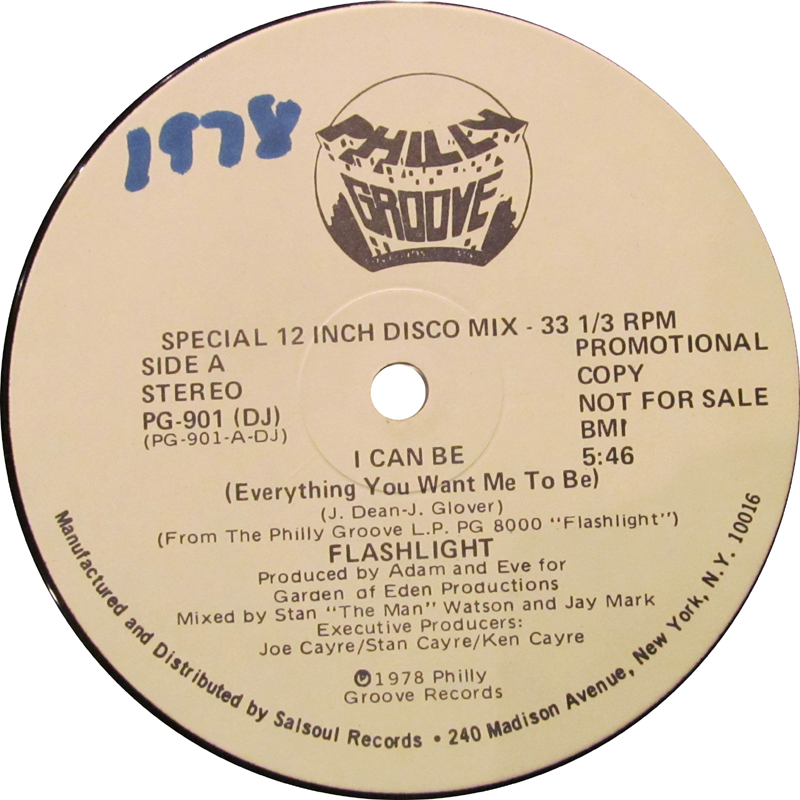 1978
PHILLY
GROOVE
SPECIAL 12 INCH DISCO MIX - 33 1/3 RPM
SIDE A
STEREO
PG-901 (DJ)
(PG-901-A-DJ)
PROMOTIONAL
COPY
NOT FOR SALE
BMI
5:46
I CAN BE
(Everything You Want Me To Be)
(J. Dean-J. Glover)
(From The Philly Groove L.P. PG 8000 "Flashlight")
FLASHLIGHT
Produced by Adam and Eve for
Garden of Eden Productions
Mixed by Stan "The Man" Watson and Jay Mark
Executive Producers:
Joe Cayre/Stan Cayre/Ken Cayre
℗1978 Philly
Groove Records
Manufactured and Distributed by Salsoul Records • 240 Madison Avenue, New York, N.Y. 10016